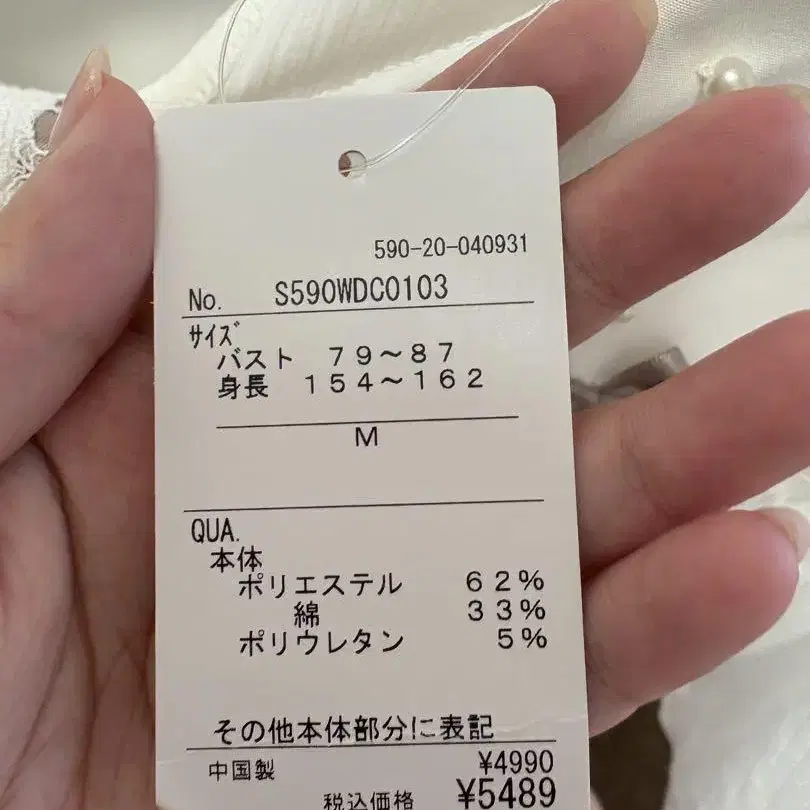 590-20-040931
No. S590WDC0103
サイズ
バスト 79～87
身長 154～162
M
QUA.
本体
ポリエステル 62%
綿 33%
ポリウレタン 5%
その他本体部分に表記
中国製 ¥4990
税込価格 ¥5489